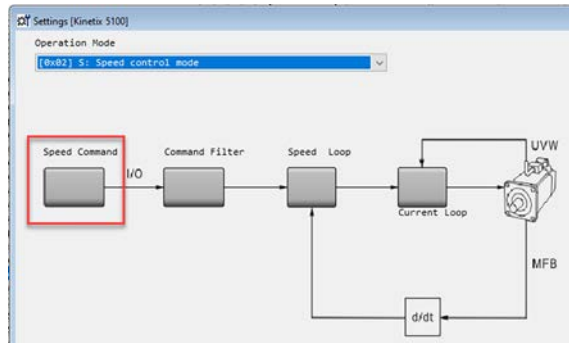 Settings [Kinetix 5100]
Operation Mode
[0x02] S: Speed control mode
Speed Command
Command Filter
Speed Loop
UVW
I/O
Current Loop
MFB
d/dt